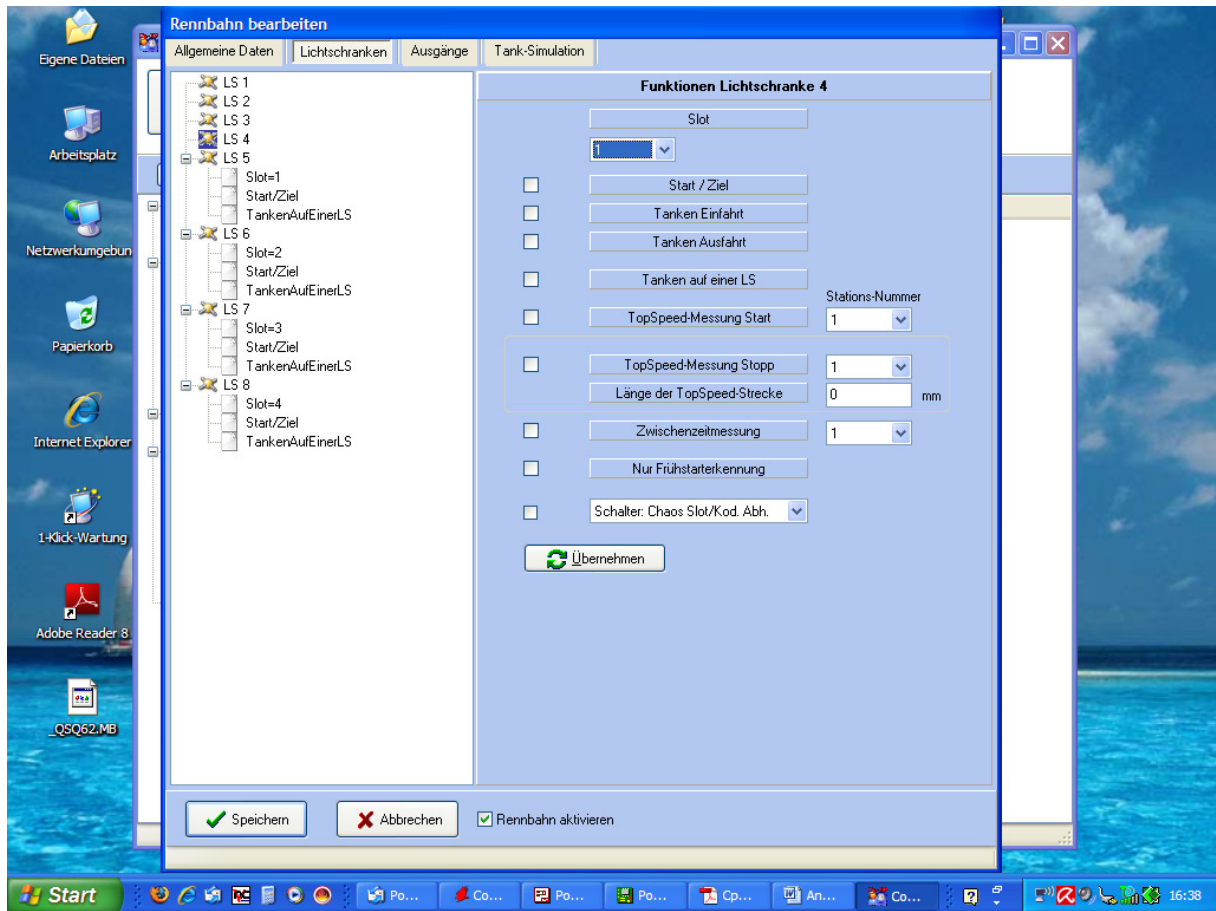 Eigene Dateien
Arbeitsplatz
Netzwerkumgebun
Papierkorb
Internet Explorer
1-Klick-Wartung
Adobe Reader 8
_QSQ62.MB
Rennbahn bearbeiten
Allgemeine Daten Lichtschranken Ausgänge Tank-Simulation
LS 1
LS 2
LS 3
LS 4
LS 5
Slot=1
Start/Ziel
TankenAufEinerLS
LS 6
Slot=2
Start/Ziel
TankenAufEinerLS
LS 7
Slot=3
Start/Ziel
TankenAufEinerLS
LS 8
Slot=4
Start/Ziel
TankenAufEinerLS
Funktionen Lichtschranke 4
Slot
1
Start / Ziel
Tanken Einfahrt
Tanken Ausfahrt
Tanken auf einer LS
Stations-Nummer
TopSpeed-Messung Start 1
TopSpeed-Messung Stopp 1
Länge der TopSpeed-Strecke 0 mm
Zwischenzeitmessung 1
Nur Frühstarterkennung
Schalter: Chaos Slot/Kod. Abh.
Übernehmen
Speichern Abbrechen Rennbahn aktivieren
Start Po... Co... Po... Po... Cp... An... Co... 16:38